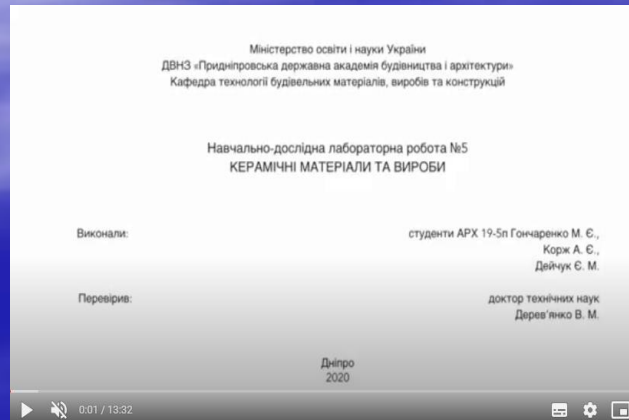 Міністерство освіти і науки України
ДВНЗ «Придніпровська державна академія будівництва і архітектури»
Кафедра технології будівельних матеріалів, виробів та конструкцій
Навчально-дослідна лабораторна робота №5
КЕРАМІЧНІ МАТЕРІАЛИ ТА ВИРОБИ
Виконали:
студенти АРХ 19-5п Гончаренко М. Є.,
Корж А. Є.,
Дейчук Є. М.
Перевірив:
доктор технічних наук
Дерев'янко В. М.
Дніпро
2020
0:01 / 13:32